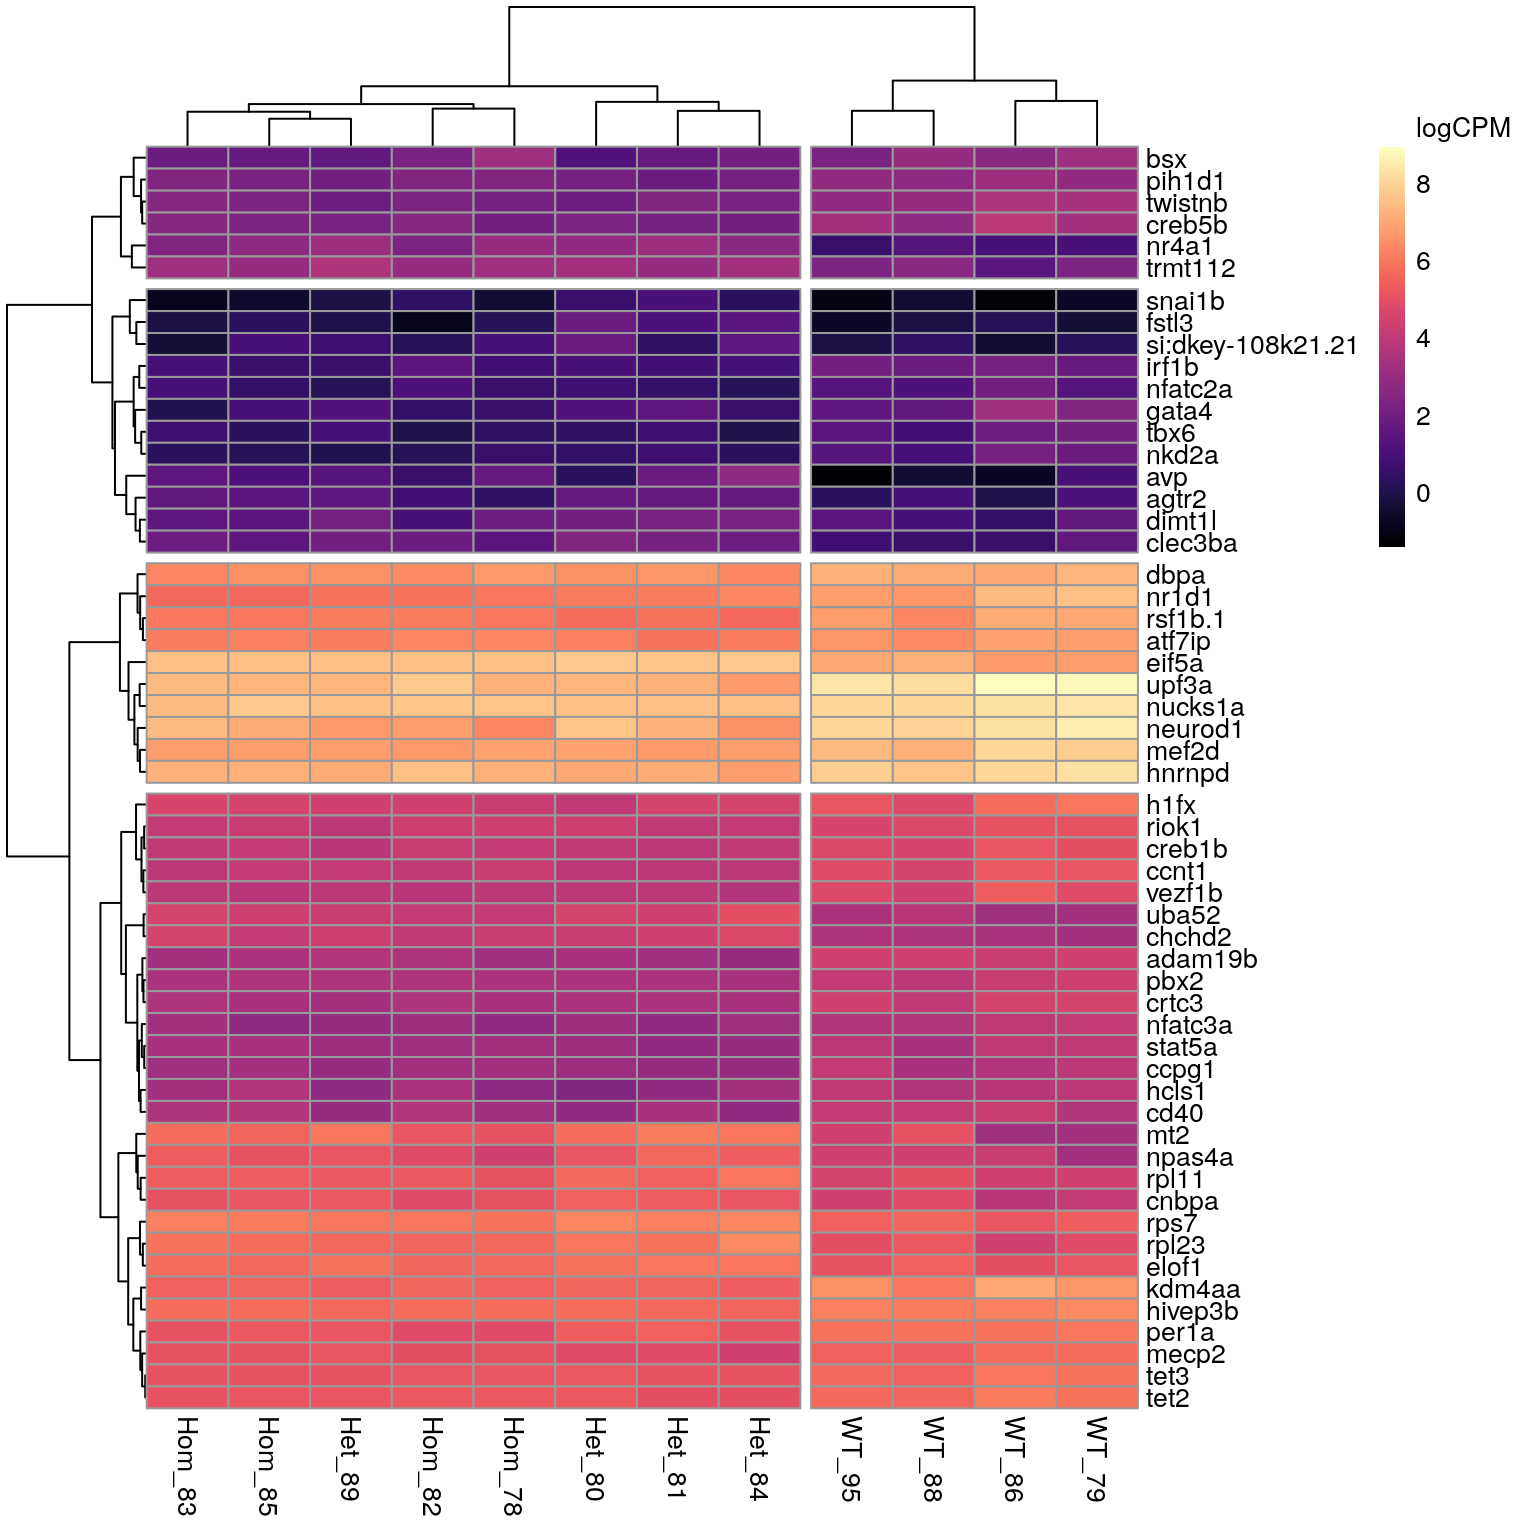 logCPM
8
6
4
2
0
bsx
pih1d1
twistnb
creb5b
nr4a1
trmt112
snai1b
fstl3
si:dkey-108k21.21
irf1b
nfatc2a
gata4
tbx6
nkd2a
avp
agtr2
dimt1l
clec3ba
dbpa
nr1d1
rsf1b.1
atf7ip
eif5a
upf3a
nucks1a
neurod1
mef2d
hnrnpd
h1fx
riok1
creb1b
ccnt1
vezf1b
uba52
chchd2
adam19b
pbx2
crtc3
nfatc3a
stat5a
ccpg1
hcls1
cd40
mt2
npas4a
rpl11
cnbpa
rps7
rpl23
elof1
kdm4aa
hivep3b
per1a
mecp2
tet3
tet2
Hom_83
Hom_85
Het_89
Hom_82
Hom_78
Het_80
Het_81
Het_84
WT_95
WT_88
WT_86
WT_79